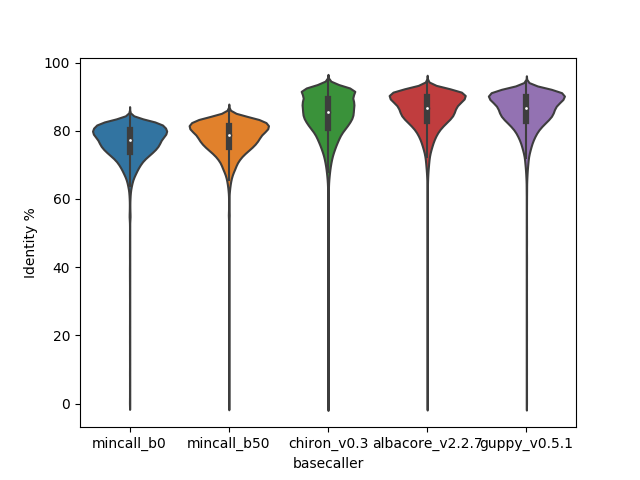 100
80
60
40
20
0
Identity %
mincall_b0 mincall_b50 chiron_v0.3 albacore_v2.2.7 guppy_v0.5.1
basecaller